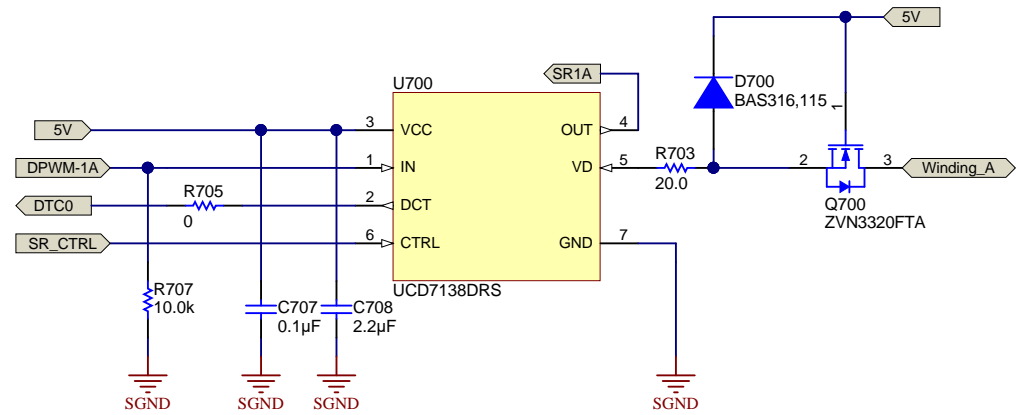 5V
SR1A
D700
BAS316,115
U700
5V
3
VCC
OUT
4
1
DPWM-1A
1
IN
VD
5
R703
20.0
2
3
Winding_A
R705
0
DTC0
2
DCT
Q700
ZVN3320FTA
SR_CTRL
6
CTRL
GND
7
UCD7138DRS
R707
10.0k
C707
0.1µF
C708
2.2µF
SGND
SGND
SGND
SGND